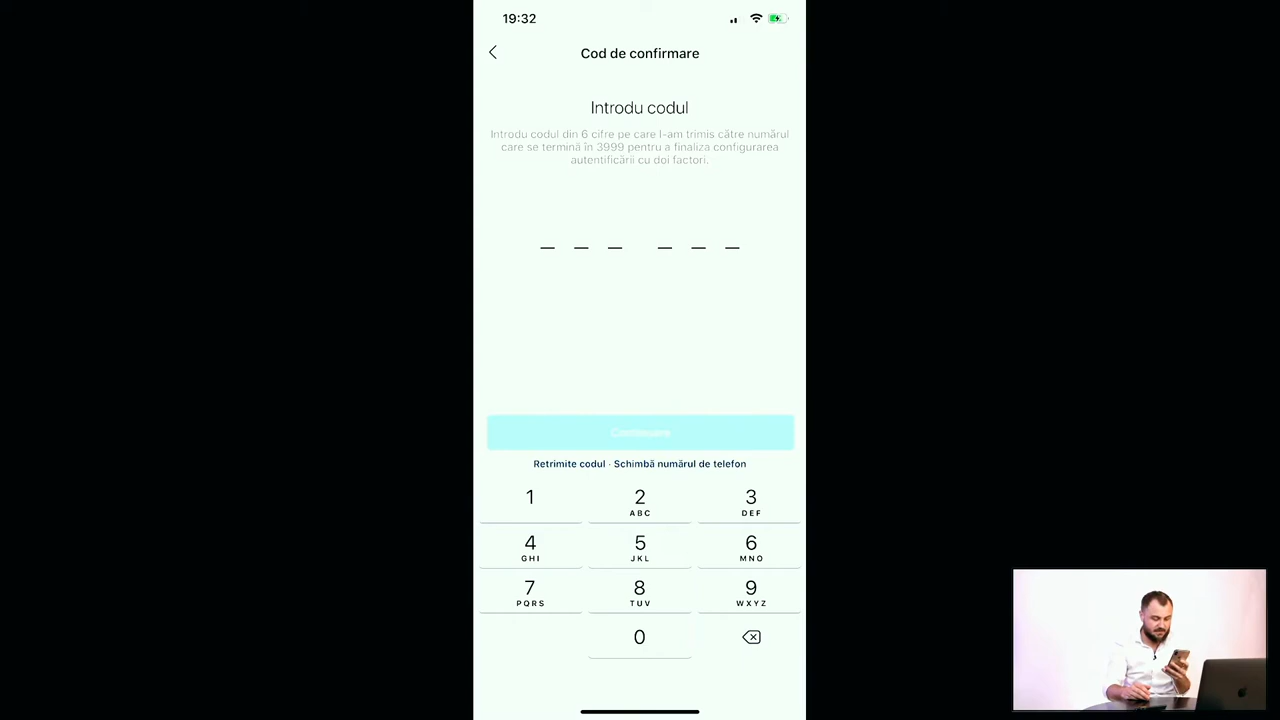 19:32
Cod de confirmare
Introdu codul
Introdu codul din 6 cifre pe care l-am trimis către numărul
care se termină în 3999 pentru a finaliza configurarea
autentificării cu doi factori.
Retrimite codul · Schimbă numărul de telefon
1
2
3
ABC
DEF
4
5
6
GHI
JKL
MNO
7
8
9
PQRS
TUV
WXYZ
0